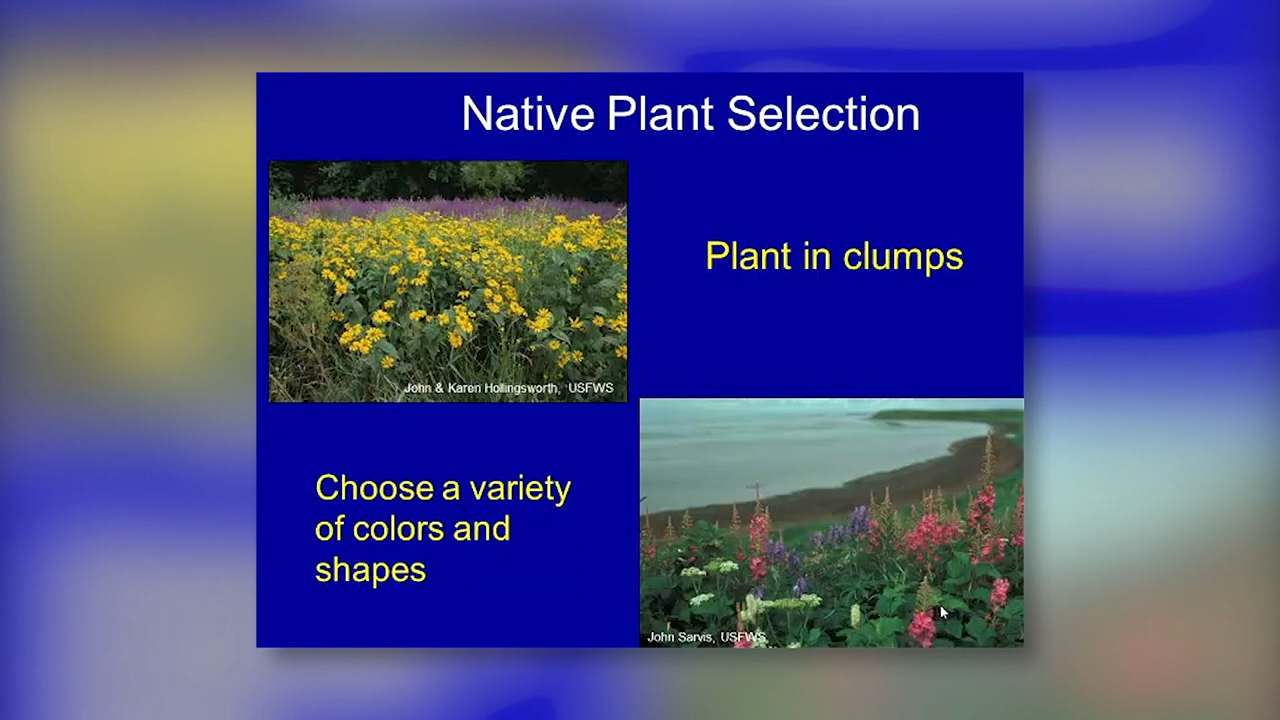 Native Plant Selection
Plant in clumps
John & Karen Hollingsworth, USFWS
Choose a variety
of colors and
shapes
John Sarvis, USFWS